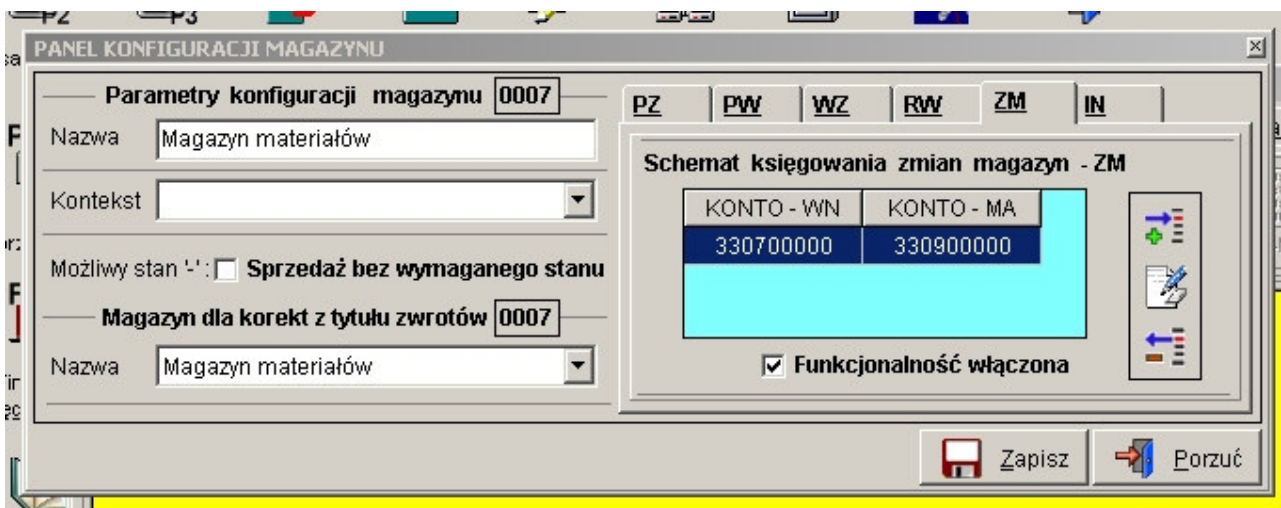 P2 P3
PANEL KONFIGURACJI MAGAZYNU
Parametry konfiguracji magazynu 0007
Nazwa Magazyn materiałów
Kontekst
Możliwy stan '-' : Sprzedaż bez wymaganego stanu
Magazyn dla korekt z tytułu zwrotów 0007
Nazwa Magazyn materiałów
PZ PW WZ RW ZM IN
Schemat księgowania zmian magazyn - ZM
KONTO - WN KONTO - MA
330700000 330900000
Funkcjonalność włączona
Zapisz Porzuć